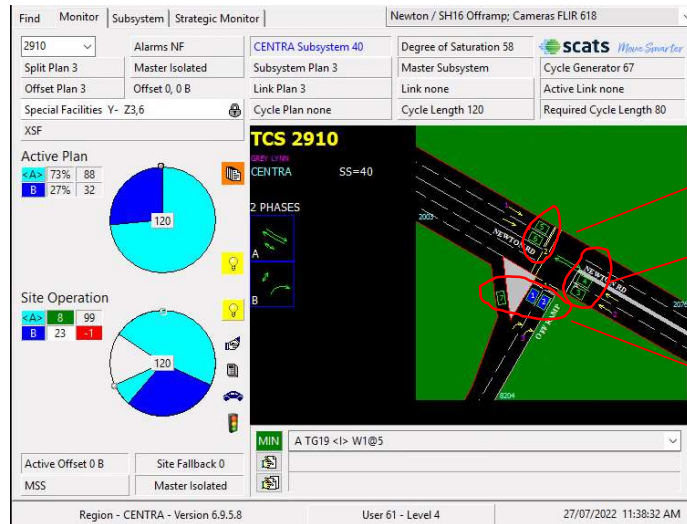 Find Monitor Subsystem Strategic Monitor Newton / SH16 Offramp; Cameras FLIR 618
2910 Alarms NF CENTRA Subsystem 40 Degree of Saturation 58 scats Move Smarter
Split Plan 3 Master Isolated Subsystem Plan 3 Master Subsystem Cycle Generator 67
Offset Plan 3 Offset 0, 0 B Link Plan 3 Link none Active Link none
Special Facilities Y- Z3,6 Cycle Plan none Cycle Length 120 Required Cycle Length 80
XSF
TCS 2910
GREY LYNN
CENTRA SS=40
2 PHASES
A
B
Active Plan
<A> 73% 88
B 27% 32
120
Site Operation
<A> 8 99
B 23 -1
120
2003
NEWTON RD
NEWTON RD
2076
OFF RAMP
8204
MIN A TG19 <I> W1@5
Active Offset 0 B Site Fallback 0
MSS Master Isolated
Region - CENTRA - Version 6.9.5.8 User 61 - Level 4 27/07/2022 11:38:32 AM